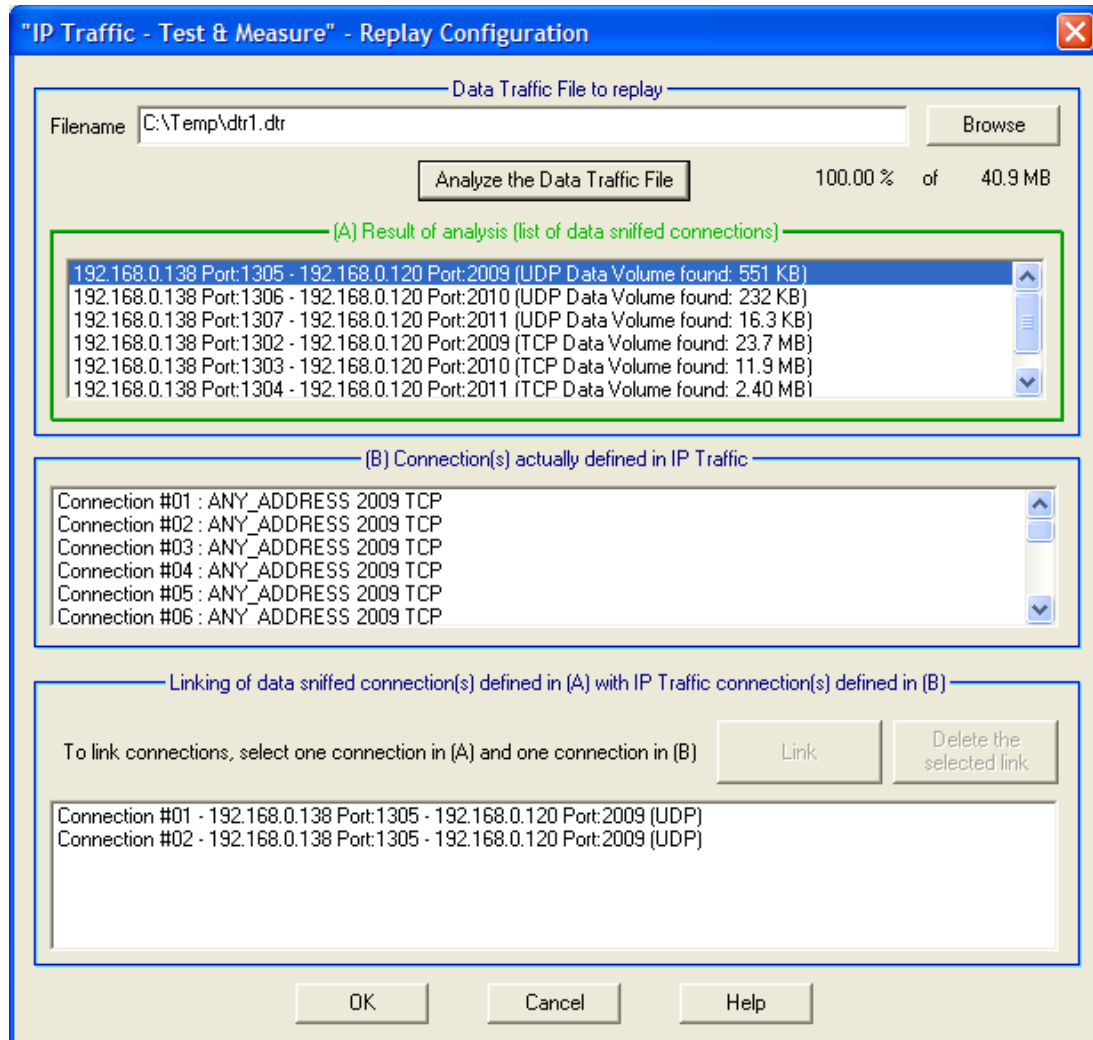 "IP Traffic - Test & Measure" - Replay Configuration
Data Traffic File to replay
Filename C:\Temp\dtr1.dtr Browse
Analyze the Data Traffic File 100.00 % of 40.9 MB
(A) Result of analysis (list of data sniffed connections)
192.168.0.138 Port:1305 - 192.168.0.120 Port:2009 (UDP Data Volume found: 551 KB)
192.168.0.138 Port:1306 - 192.168.0.120 Port:2010 (UDP Data Volume found: 232 KB)
192.168.0.138 Port:1307 - 192.168.0.120 Port:2011 (UDP Data Volume found: 16.3 KB)
192.168.0.138 Port:1302 - 192.168.0.120 Port:2009 (TCP Data Volume found: 23.7 MB)
192.168.0.138 Port:1303 - 192.168.0.120 Port:2010 (TCP Data Volume found: 11.9 MB)
192.168.0.138 Port:1304 - 192.168.0.120 Port:2011 (TCP Data Volume found: 2.40 MB)
(B) Connection(s) actually defined in IP Traffic
Connection #01 : ANY_ADDRESS 2009 TCP
Connection #02 : ANY_ADDRESS 2009 TCP
Connection #03 : ANY_ADDRESS 2009 TCP
Connection #04 : ANY_ADDRESS 2009 TCP
Connection #05 : ANY_ADDRESS 2009 TCP
Connection #06 : ANY_ADDRESS 2009 TCP
Linking of data sniffed connection(s) defined in (A) with IP Traffic connection(s) defined in (B)
To link connections, select one connection in (A) and one connection in (B)
Link
Delete the
selected link
Connection #01 - 192.168.0.138 Port:1305 - 192.168.0.120 Port:2009 (UDP)
Connection #02 - 192.168.0.138 Port:1305 - 192.168.0.120 Port:2009 (UDP)
OK Cancel Help